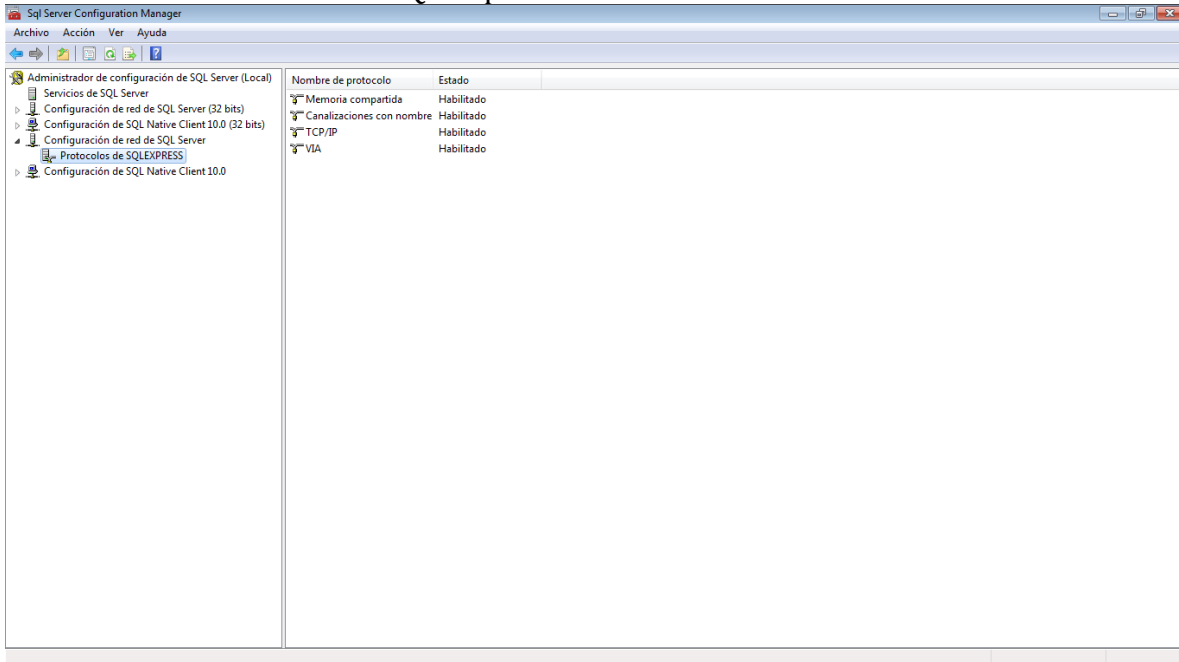 Sql Server Configuration Manager
Archivo Acción Ver Ayuda
Administrador de configuración de SQL Server (Local)
Servicios de SQL Server
Configuración de red de SQL Server (32 bits)
Configuración de SQL Native Client 10.0 (32 bits)
Configuración de red de SQL Server
Protocolos de SQLEXPRESS
Configuración de SQL Native Client 10.0
Nombre de protocolo Estado
Memoria compartida Habilitado
Canalizaciones con nombre Habilitado
TCP/IP Habilitado
VIA Habilitado